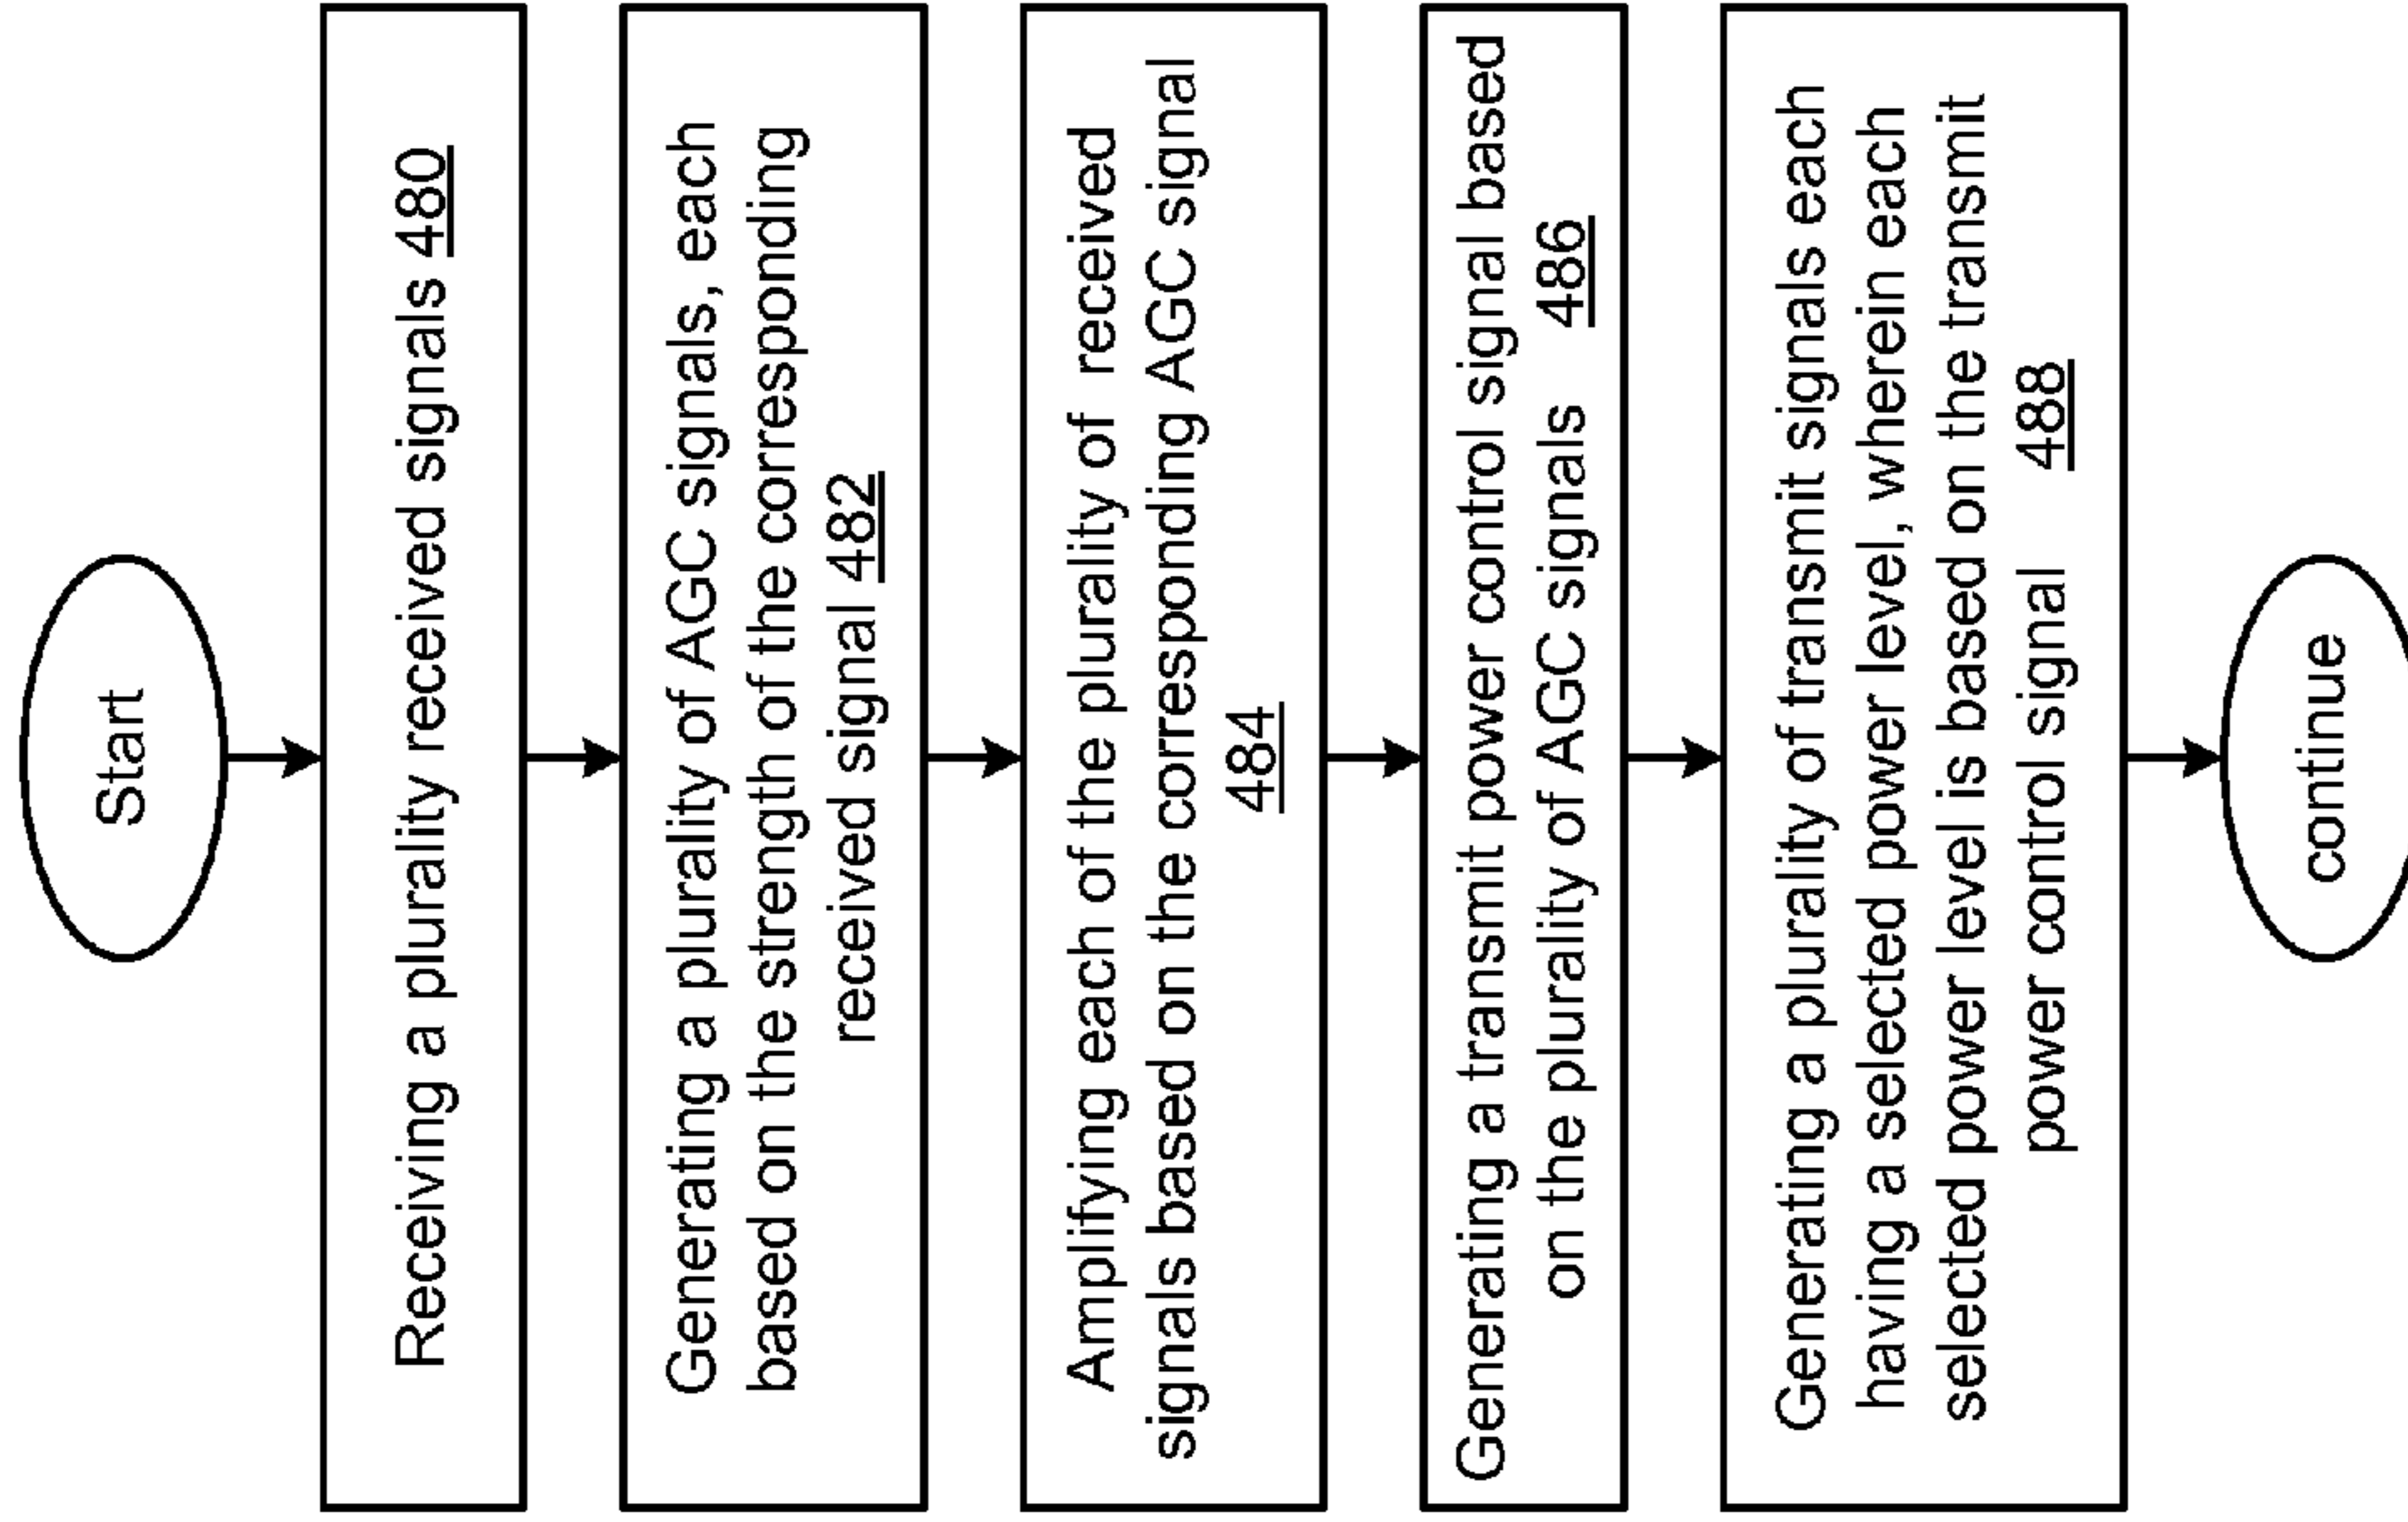 Start
Receiving a plurality received signals 480
Generating a plurality of AGC signals, each
based on the strength of the corresponding
received signal 482
Amplifying each of the plurality of received
signals based on the corresponding AGC signal
484
Generating a transmit power control signal based
on the plurality of AGC signals 486
Generating a plurality of transmit signals each
having a selected power level, wherein each
selected power level is based on the transmit
power control signal 488
continue